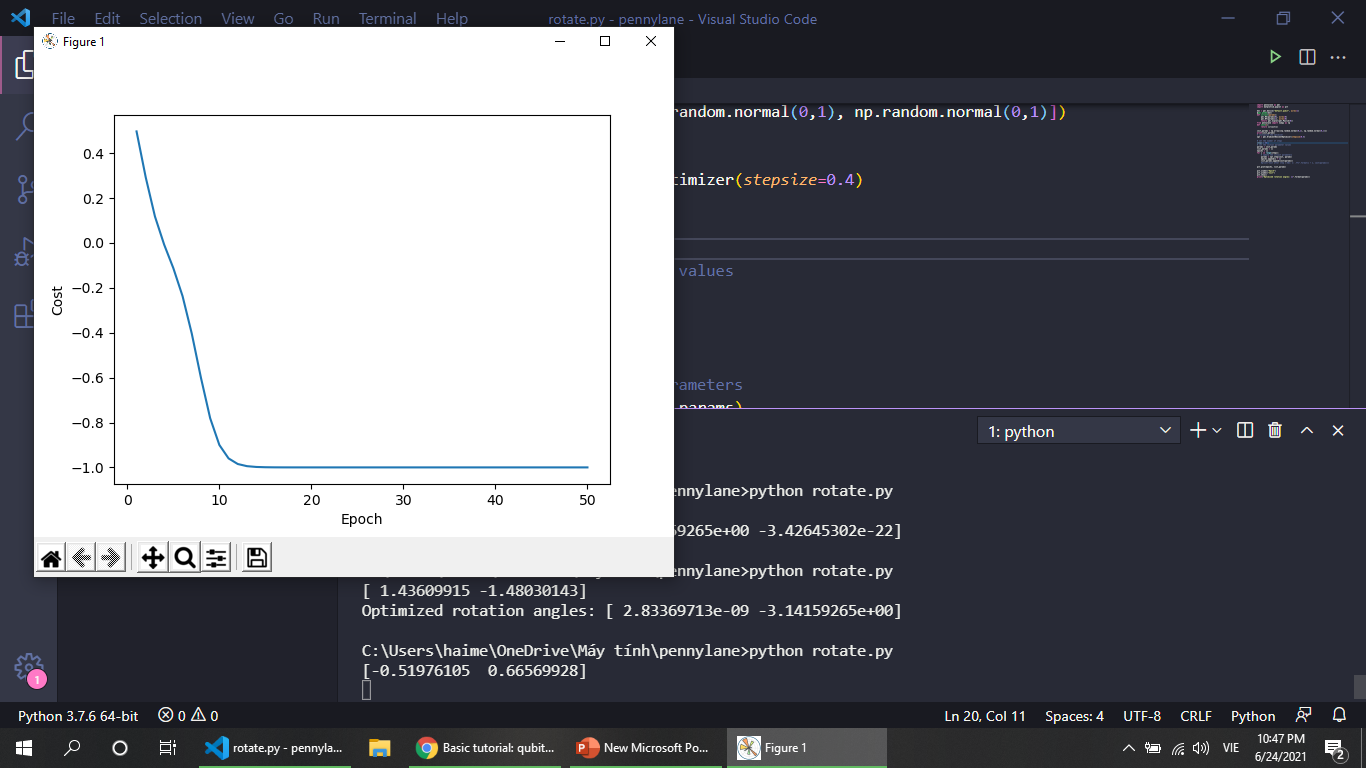 File Edit Selection View Go Run Terminal Help rotate.py - pennylane - Visual Studio Code
Figure 1
random.normal(0,1), np.random.normal(0,1)])
timizer(stepsize=0.4)
values
rameters
params)
0.4
0.2
0.0
−0.2
−0.4
−0.6
−0.8
−1.0
Cost
0 10 20 30 40 50
Epoch
1: python
ennylane>python rotate.py
59265e+00 -3.42645302e-22]
\pennylane>python rotate.py
[ 1.43609915 -1.48030143]
Optimized rotation angles: [ 2.83369713e-09 -3.14159265e+00]
C:\Users\haime\OneDrive\Máy tính\pennylane>python rotate.py
[-0.51976105 0.66569928]
1
Python 3.7.6 64-bit 0 0 Ln 20, Col 11 Spaces: 4 UTF-8 CRLF Python
rotate.py - pennyla... Basic tutorial: qubit... New Microsoft Po... Figure 1 VIE 10:47 PM
6/24/2021 2